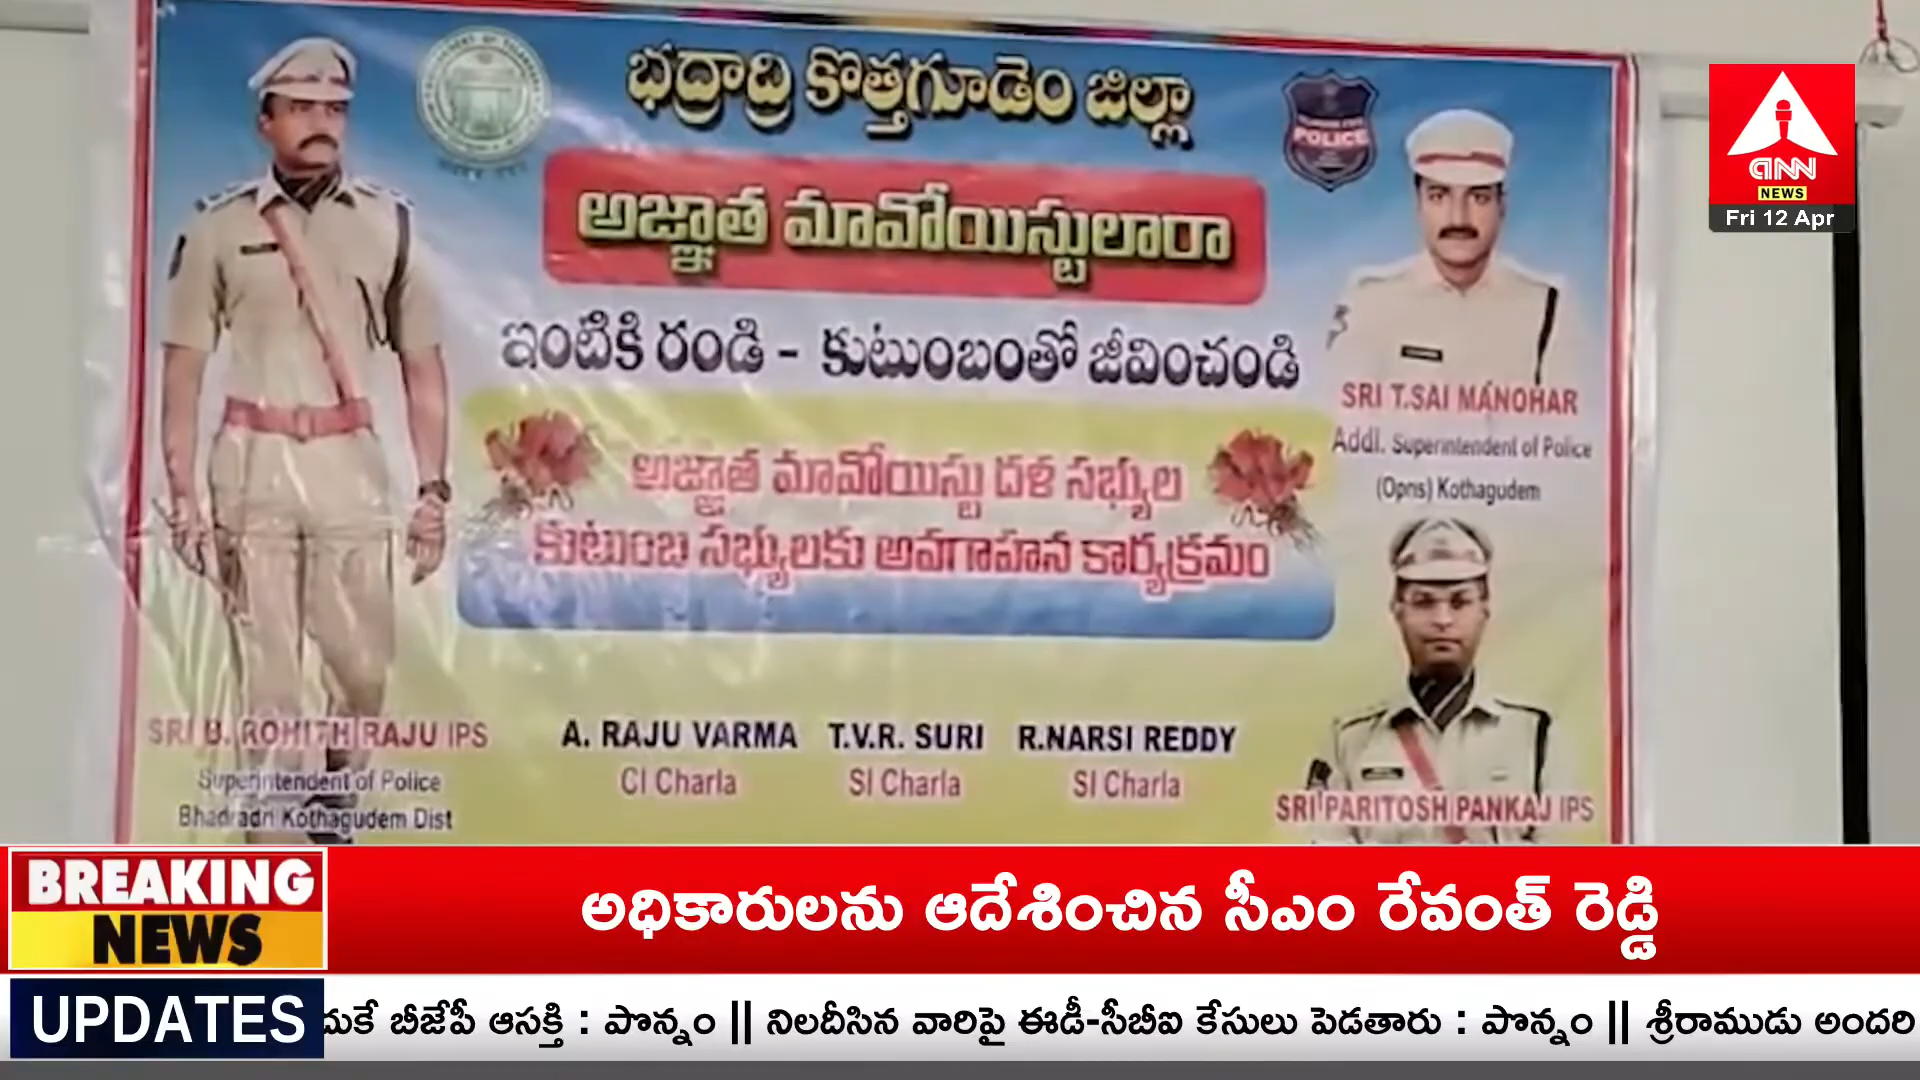 భద్రాద్రి కొత్తగూడెం జిల్లా
POLICE
అజ్ఞాత మావోయిస్టులారా
ఇంటికి రండి - కుటుంబంతో జీవించండి
అజ్ఞాత మావోయిస్టు దళ సభ్యుల
కుటుంబ సభ్యులకు అవగాహన కార్యక్రమం
SRI T.SAI MANOHAR
Addl. Superintendent of Police
(Opns) Kothagudem
SRI B. ROHITH RAJU IPS
Superintendent of Police
Bhadradri Kothagudem Dist
A. RAJU VARMA
CI Charla
T.V.R. SURI
SI Charla
R.NARSI REDDY
SI Charla
SRI PARITOSH PANKAJ IPS
ANN
NEWS
Fri 12 Apr
BREAKING
NEWS
అధికారులను ఆదేశించిన సీఎం రేవంత్ రెడ్డి
UPDATES
దుకే బీజేపీ ఆసక్తి : పొన్నం || నిలదీసిన వారిపై ఈడీ-సీబీఐ కేసులు పెడతారు : పొన్నం || శ్రీరాముడు అందరి